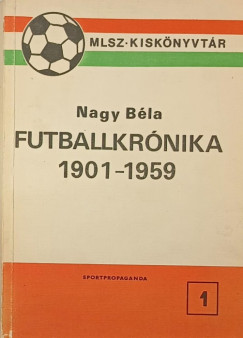 MLSZ-KISKÖNYVTÁR
Nagy Béla
FUTBALLKRÓNIKA
1901-1959
SPORTPROPAGANDA
1